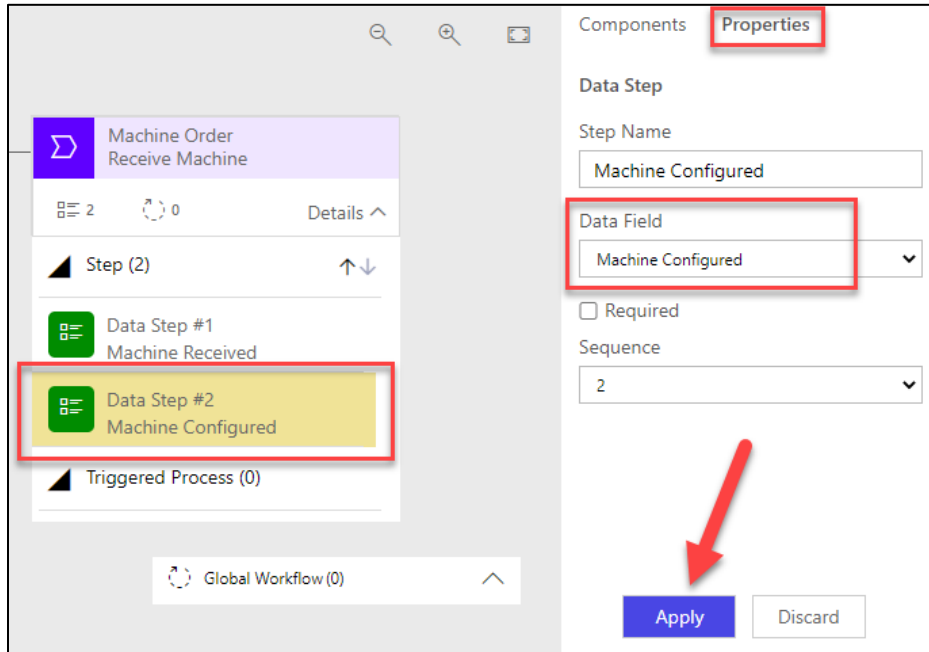 Components Properties
Data Step
Step Name
Machine Configured
Data Field
Machine Configured
Required
Sequence
2
Apply Discard
Machine Order
Receive Machine
2 0 Details
Step (2)
Data Step #1
Machine Received
Data Step #2
Machine Configured
Triggered Process (0)
Global Workflow (0)